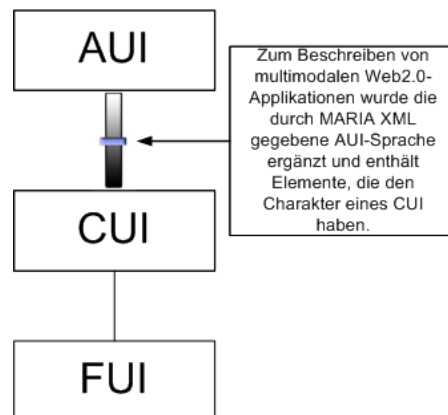 AUI
Zum Beschreiben von
multimodalen Web2.0-
Applikationen wurde die
durch MARIA XML
gegebene AUI-Sprache
ergänzt und enthält
Elemente, die den
Charakter eines CUI
haben.
CUI
FUI